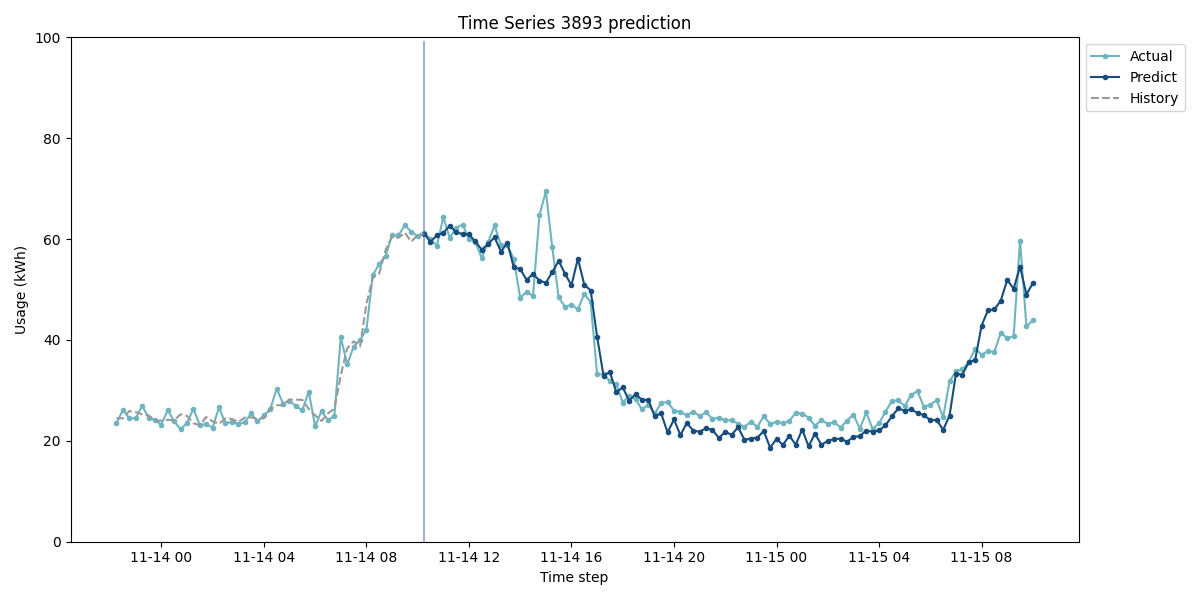 Time Series 3893 prediction
100
80
60
40
20
0
Usage (kWh)
11-14 00
11-14 04
11-14 08
11-14 12
11-14 16
11-14 20
11-15 00
11-15 04
11-15 08
Time step
Actual
Predict
History